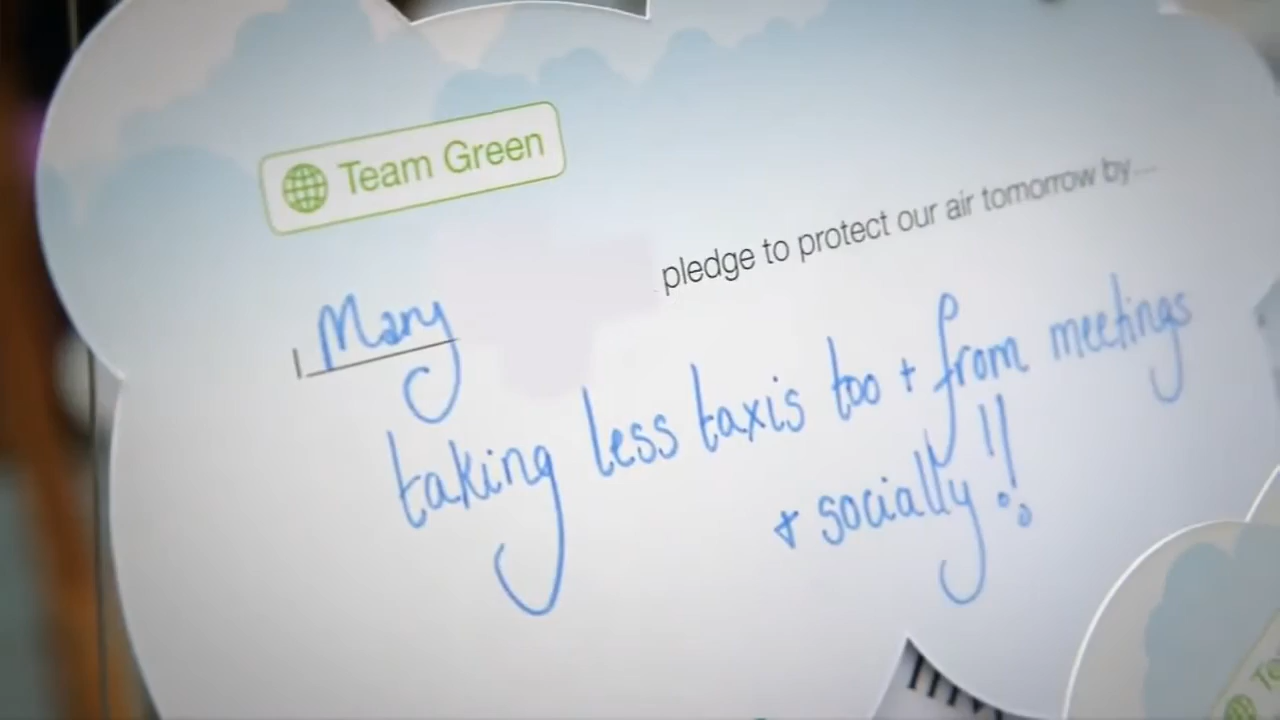 Team Green
I Mary pledge to protect our air tomorrow by...
taking less taxis too + from meetings
+ socially!!